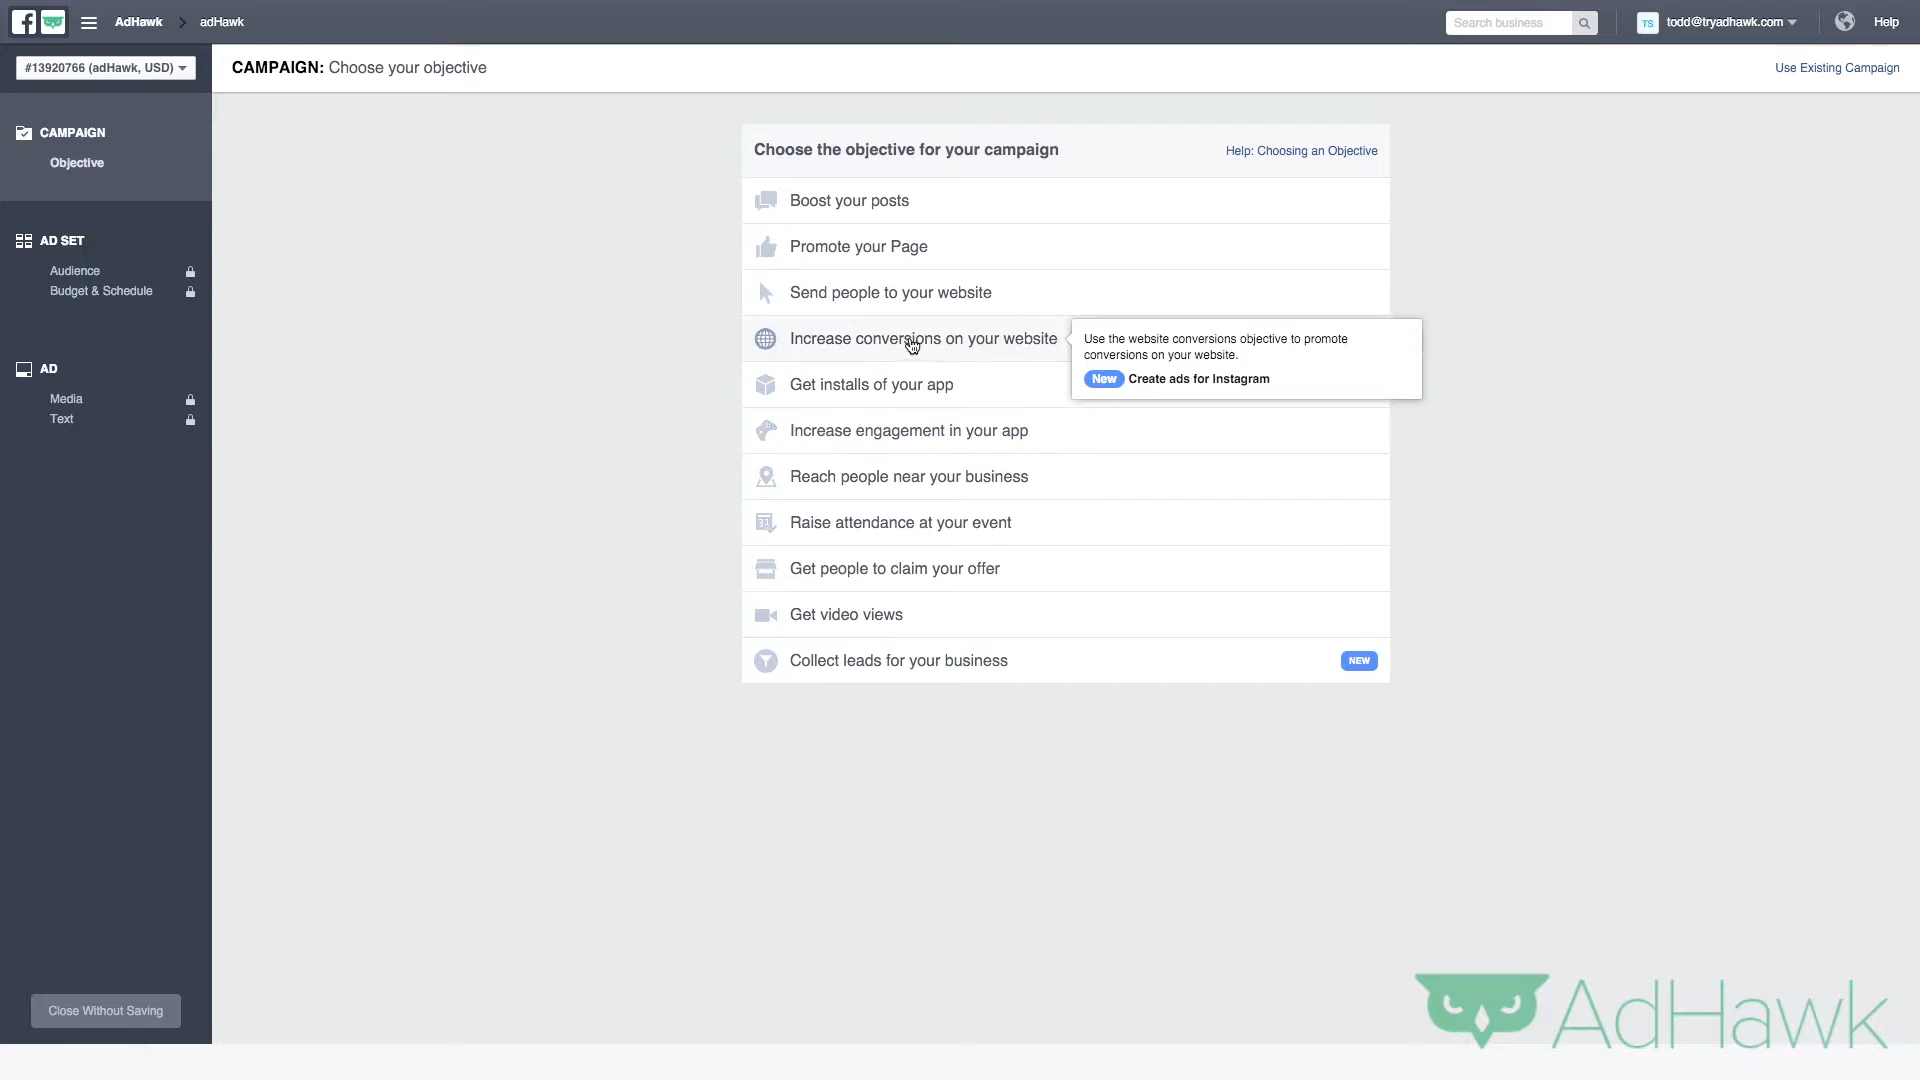 AdHawk > adHawk
Search business
TS todd@tryadhawk.com
Help
#13920766 (adHawk, USD)
CAMPAIGN: Choose your objective
Use Existing Campaign
CAMPAIGN
Objective
AD SET
Audience
Budget & Schedule
AD
Media
Text
Close Without Saving
Choose the objective for your campaign
Help: Choosing an Objective
Boost your posts
Promote your Page
Send people to your website
Increase conversions on your website
Use the website conversions objective to promote
conversions on your website.
New Create ads for Instagram
Get installs of your app
Increase engagement in your app
Reach people near your business
31 Raise attendance at your event
Get people to claim your offer
Get video views
Collect leads for your business
NEW
AdHawk